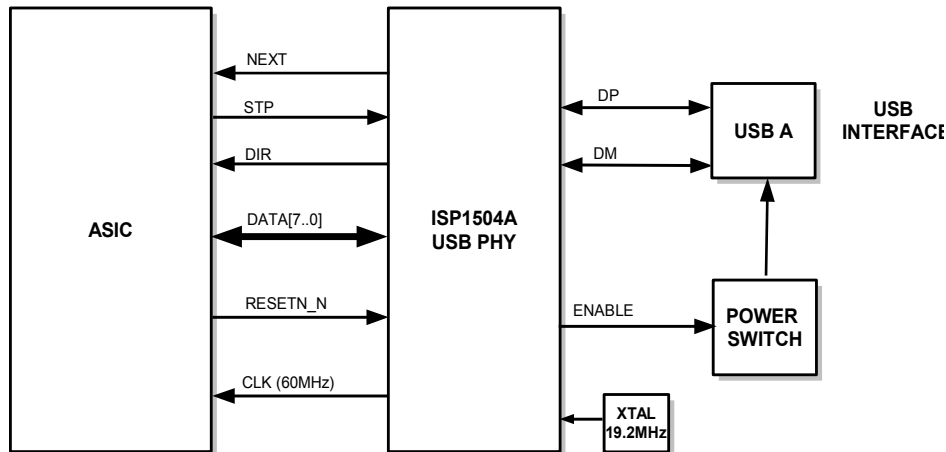 NEXT
STP
DIR
DATA[7..0]
RESETN_N
CLK (60MHz)
ASIC
ISP1504A
USB PHY
DP
DM
ENABLE
USB A
USB
INTERFACE
POWER
SWITCH
XTAL
19.2MHz